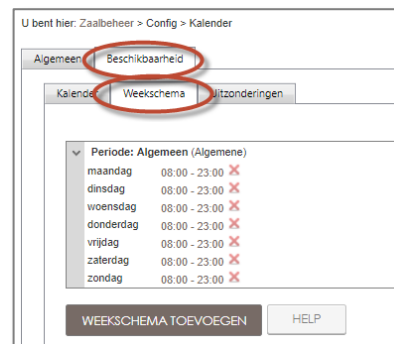 U bent hier: Zaalbeheer > Config > Kalender
Algemeen Beschikbaarheid
Kalender Weekschema Uitzonderingen
Periode: Algemeen (Algemene)
maandag 08:00 - 23:00
dinsdag 08:00 - 23:00
woensdag 08:00 - 23:00
donderdag 08:00 - 23:00
vrijdag 08:00 - 23:00
zaterdag 08:00 - 23:00
zondag 08:00 - 23:00
WEEKSCHEMA TOEVOEGEN HELP